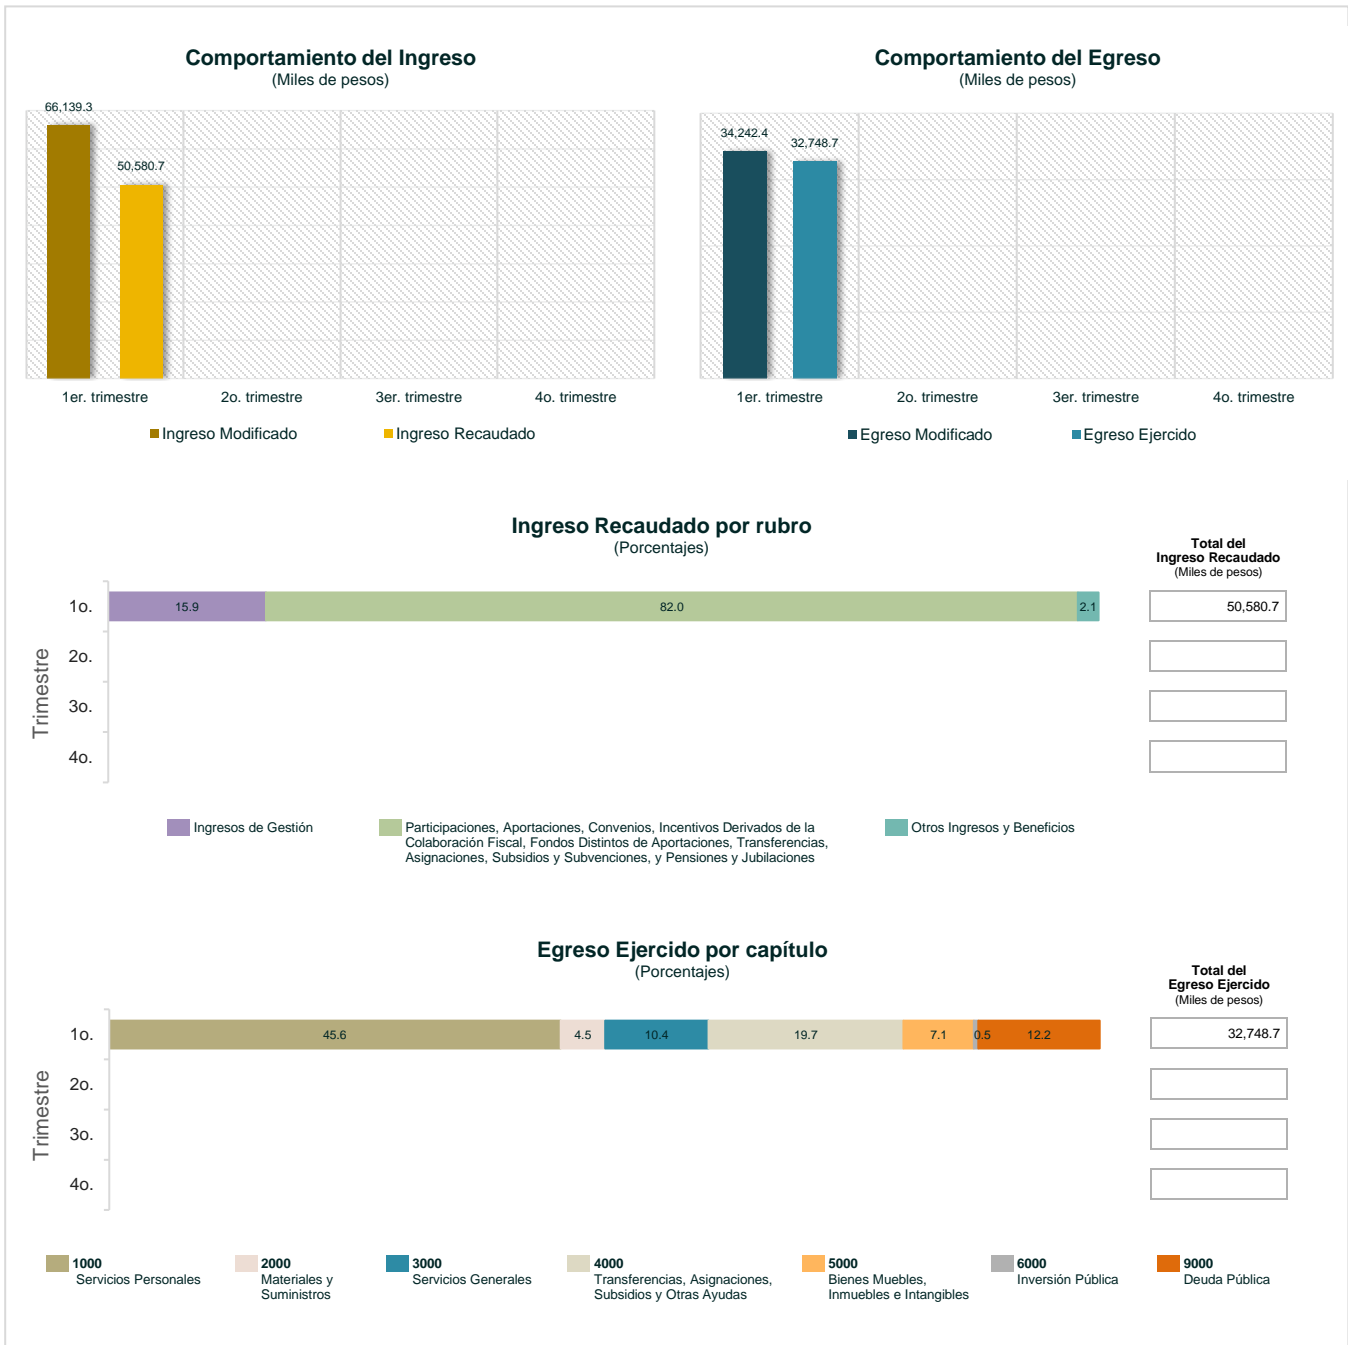 Comportamiento del Ingreso
(Miles de pesos)
66,139.3
50,580.7
1er. trimestre
2o. trimestre
3er. trimestre
4o. trimestre
Ingreso Modificado
Ingreso Recaudado
Comportamiento del Egreso
(Miles de pesos)
34,242.4
32,748.7
1er. trimestre
2o. trimestre
3er. trimestre
4o. trimestre
Egreso Modificado
Egreso Ejercido
Ingreso Recaudado por rubro
(Porcentajes)
Total del
Ingreso Recaudado
(Miles de pesos)
Trimestre
1o.
15.9
82.0
2.1
50,580.7
2o.
3o.
4o.
Ingresos de Gestión
Participaciones, Aportaciones, Convenios, Incentivos Derivados de la
Colaboración Fiscal, Fondos Distintos de Aportaciones, Transferencias,
Asignaciones, Subsidios y Subvenciones, y Pensiones y Jubilaciones
Otros Ingresos y Beneficios
Egreso Ejercido por capítulo
(Porcentajes)
Total del
Egreso Ejercido
(Miles de pesos)
Trimestre
1o.
45.6
4.5
10.4
19.7
7.1
0.5
12.2
32,748.7
2o.
3o.
4o.
1000
Servicios Personales
2000
Materiales y
Suministros
3000
Servicios Generales
4000
Transferencias, Asignaciones,
Subsidios y Otras Ayudas
5000
Bienes Muebles,
Inmuebles e Intangibles
6000
Inversión Pública
9000
Deuda Pública